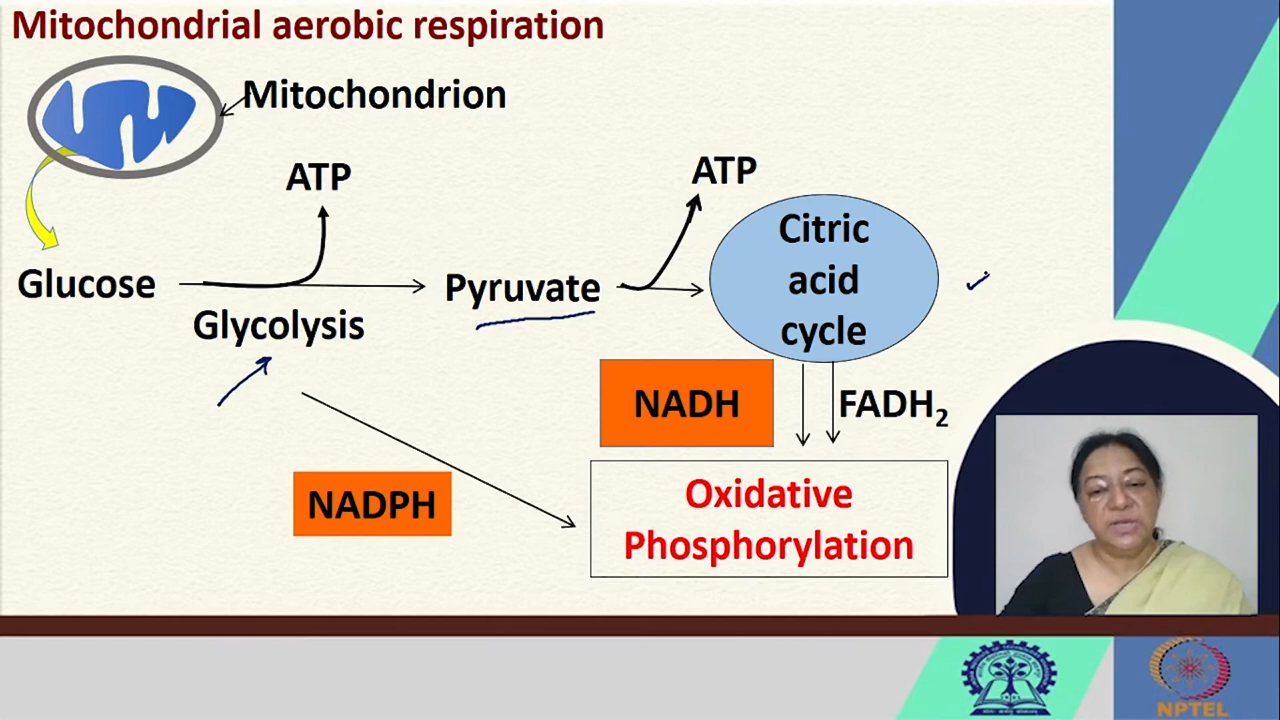 Mitochondrial aerobic respiration
Mitochondrion
ATP
ATP
Glucose
Glycolysis
Pyruvate
Citric
acid
cycle
NADH
FADH₂
NADPH
Oxidative
Phosphorylation
NPTEL